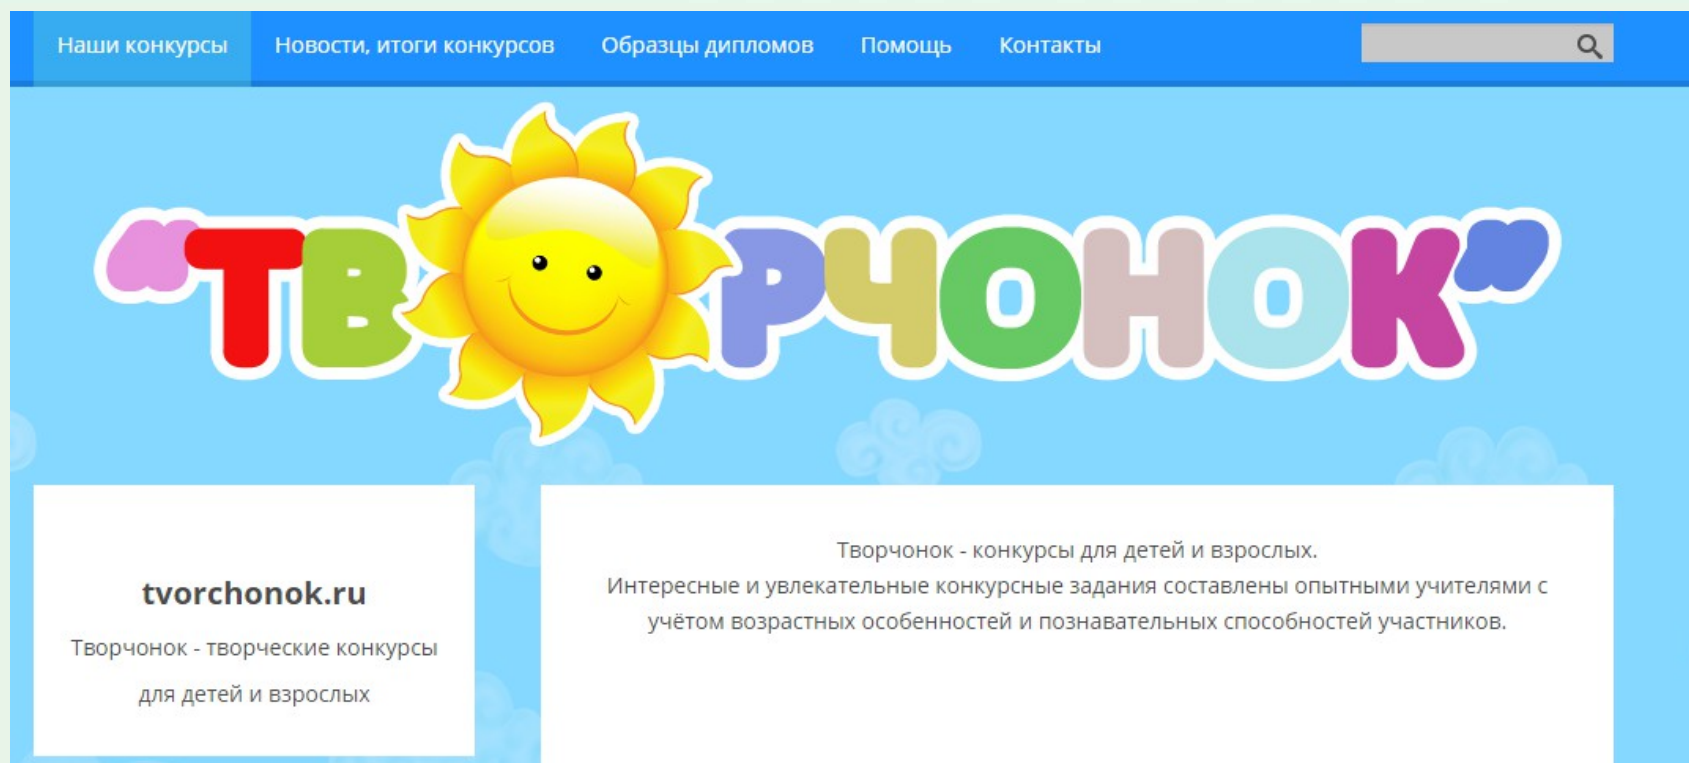 Наши конкурсы Новости, итоги конкурсов Образцы дипломов Помощь Контакты
"ТВОРЧОНОК"
tvorchonok.ru
Творчонок - творческие конкурсы
для детей и взрослых
Творчонок - конкурсы для детей и взрослых.
Интересные и увлекательные конкурсные задания составлены опытными учителями с
учётом возрастных особенностей и познавательных способностей участников.